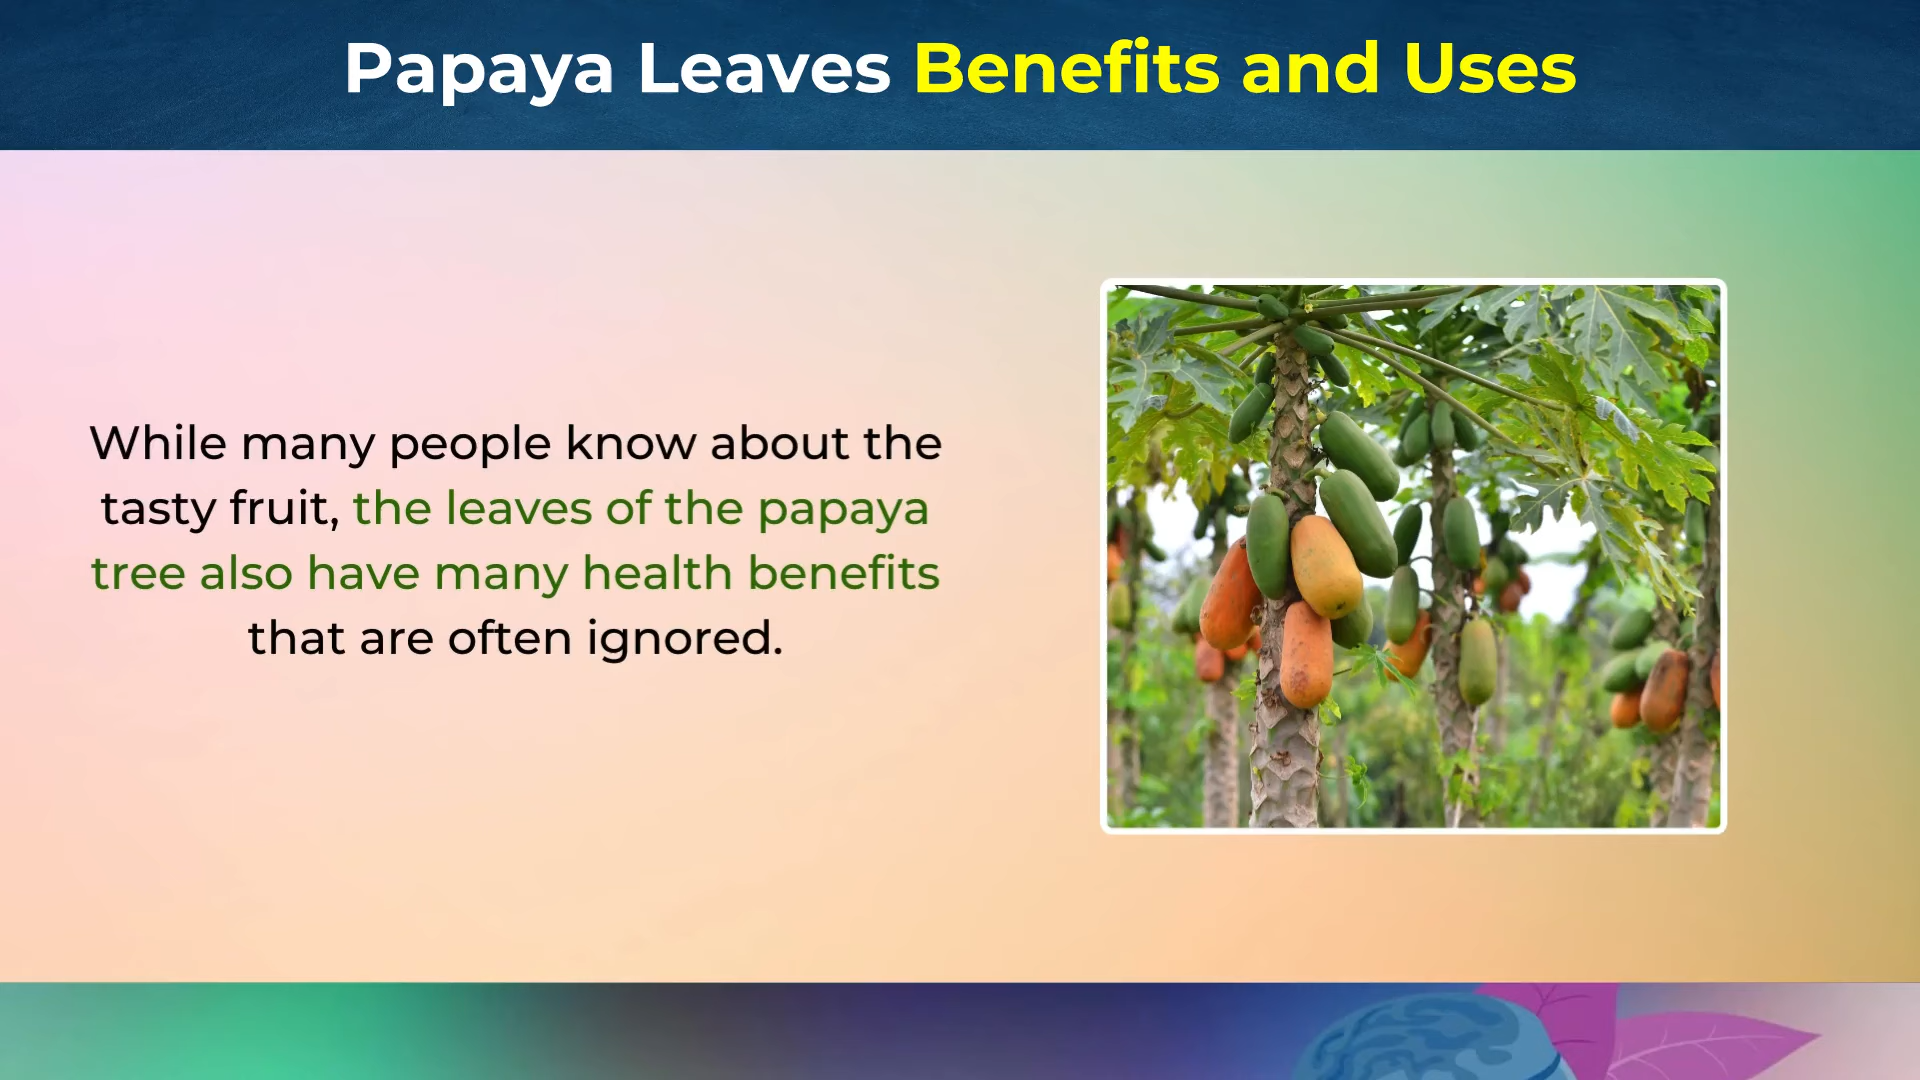 Papaya Leaves Benefits and Uses
While many people know about the
tasty fruit, the leaves of the papaya
tree also have many health benefits
that are often ignored.